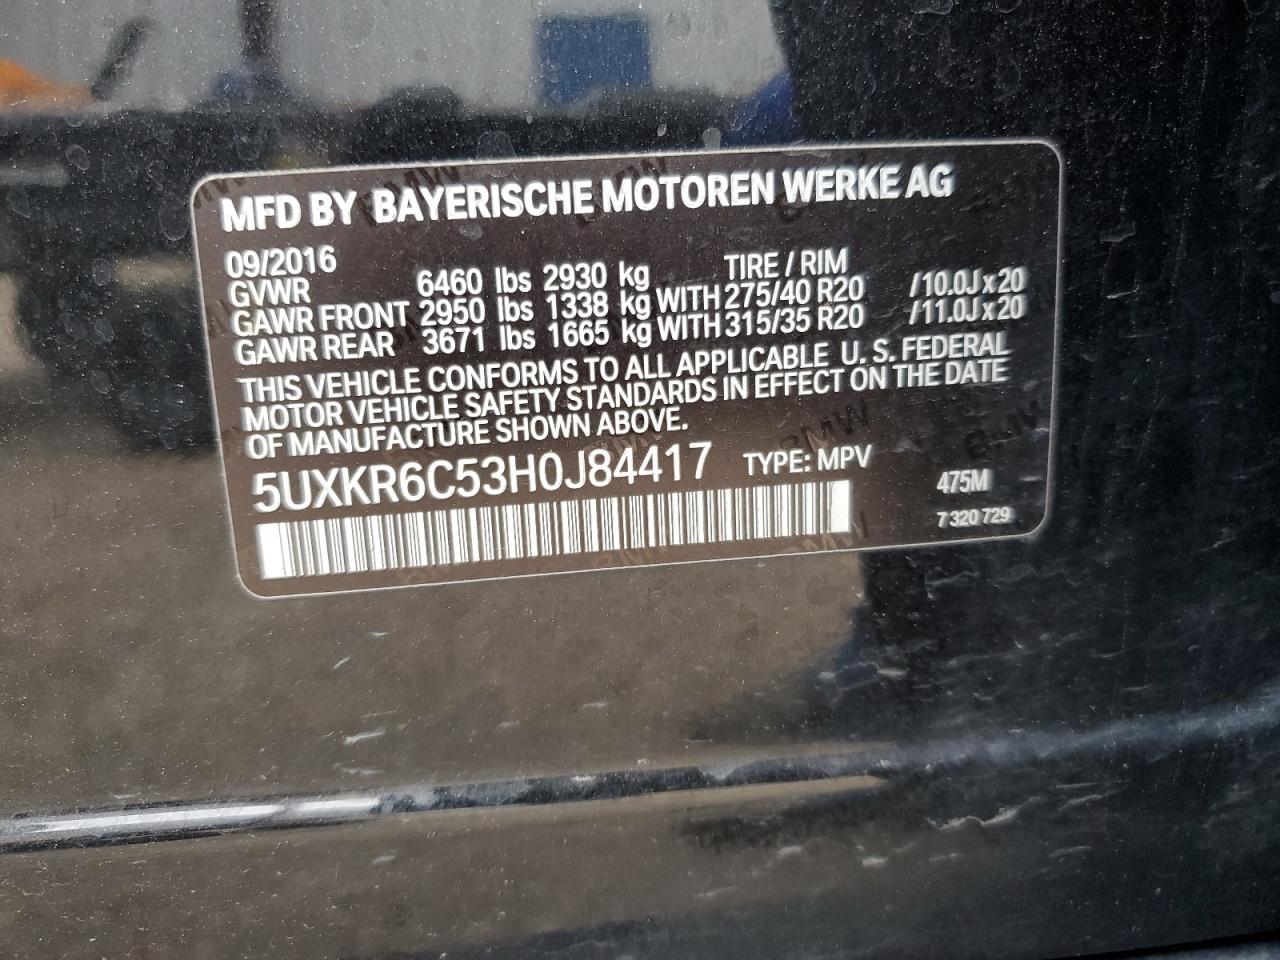 MFD BY BAYERISCHE MOTOREN WERKE AG
09/2016 TIRE / RIM
GVWR 6460 lbs 2930 kg
GAWR FRONT 2950 lbs 1338 kg WITH 275/40 R20 /10.0J x 20
GAWR REAR 3671 lbs 1665 kg WITH 315/35 R20 /11.0J x 20
THIS VEHICLE CONFORMS TO ALL APPLICABLE U. S. FEDERAL
MOTOR VEHICLE SAFETY STANDARDS IN EFFECT ON THE DATE
OF MANUFACTURE SHOWN ABOVE.
5UXKR6C53H0J84417 TYPE: MPV 475M
7 320 729